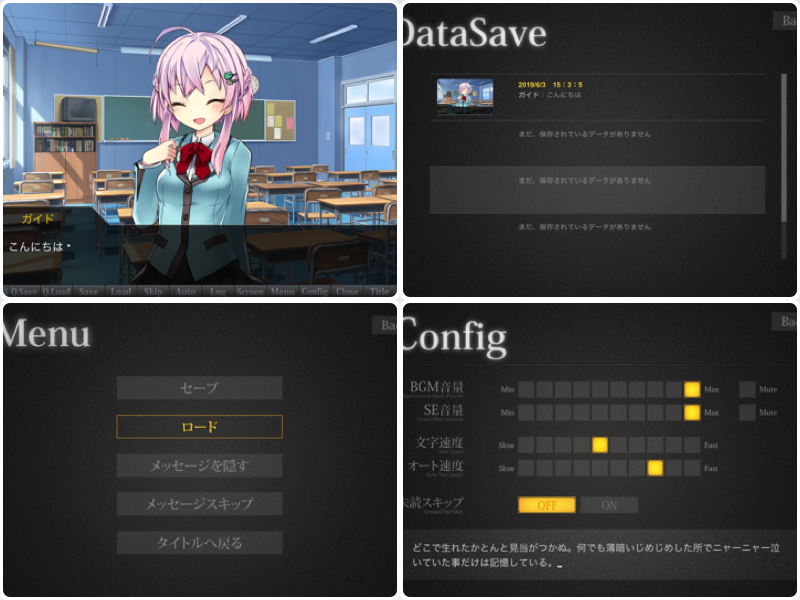 ガイド
こんにちは
Q.Save Q.Load Save Load Skip Auto Log Screen Menu Config Close Title
DataSave
Ba
2019/6/3 15:3:5
ガイド：こんにちは
まだ、保存されているデータがありません
まだ、保存されているデータがありません
まだ、保存されているデータがありません
Menu
Ba
セーブ
ロード
メッセージを隠す
メッセージスキップ
タイトルへ戻る
Config
Ba
BGM音量 Min Max Mute
SE音量 Min Max Mute
文字速度 Slow Fast
オート速度 Slow Fast
未読スキップ OFF ON
どこで生れたかとんと見当がつかぬ。何でも薄暗いじめじめした所でニャーニャー泣
いていた事だけは記憶している。